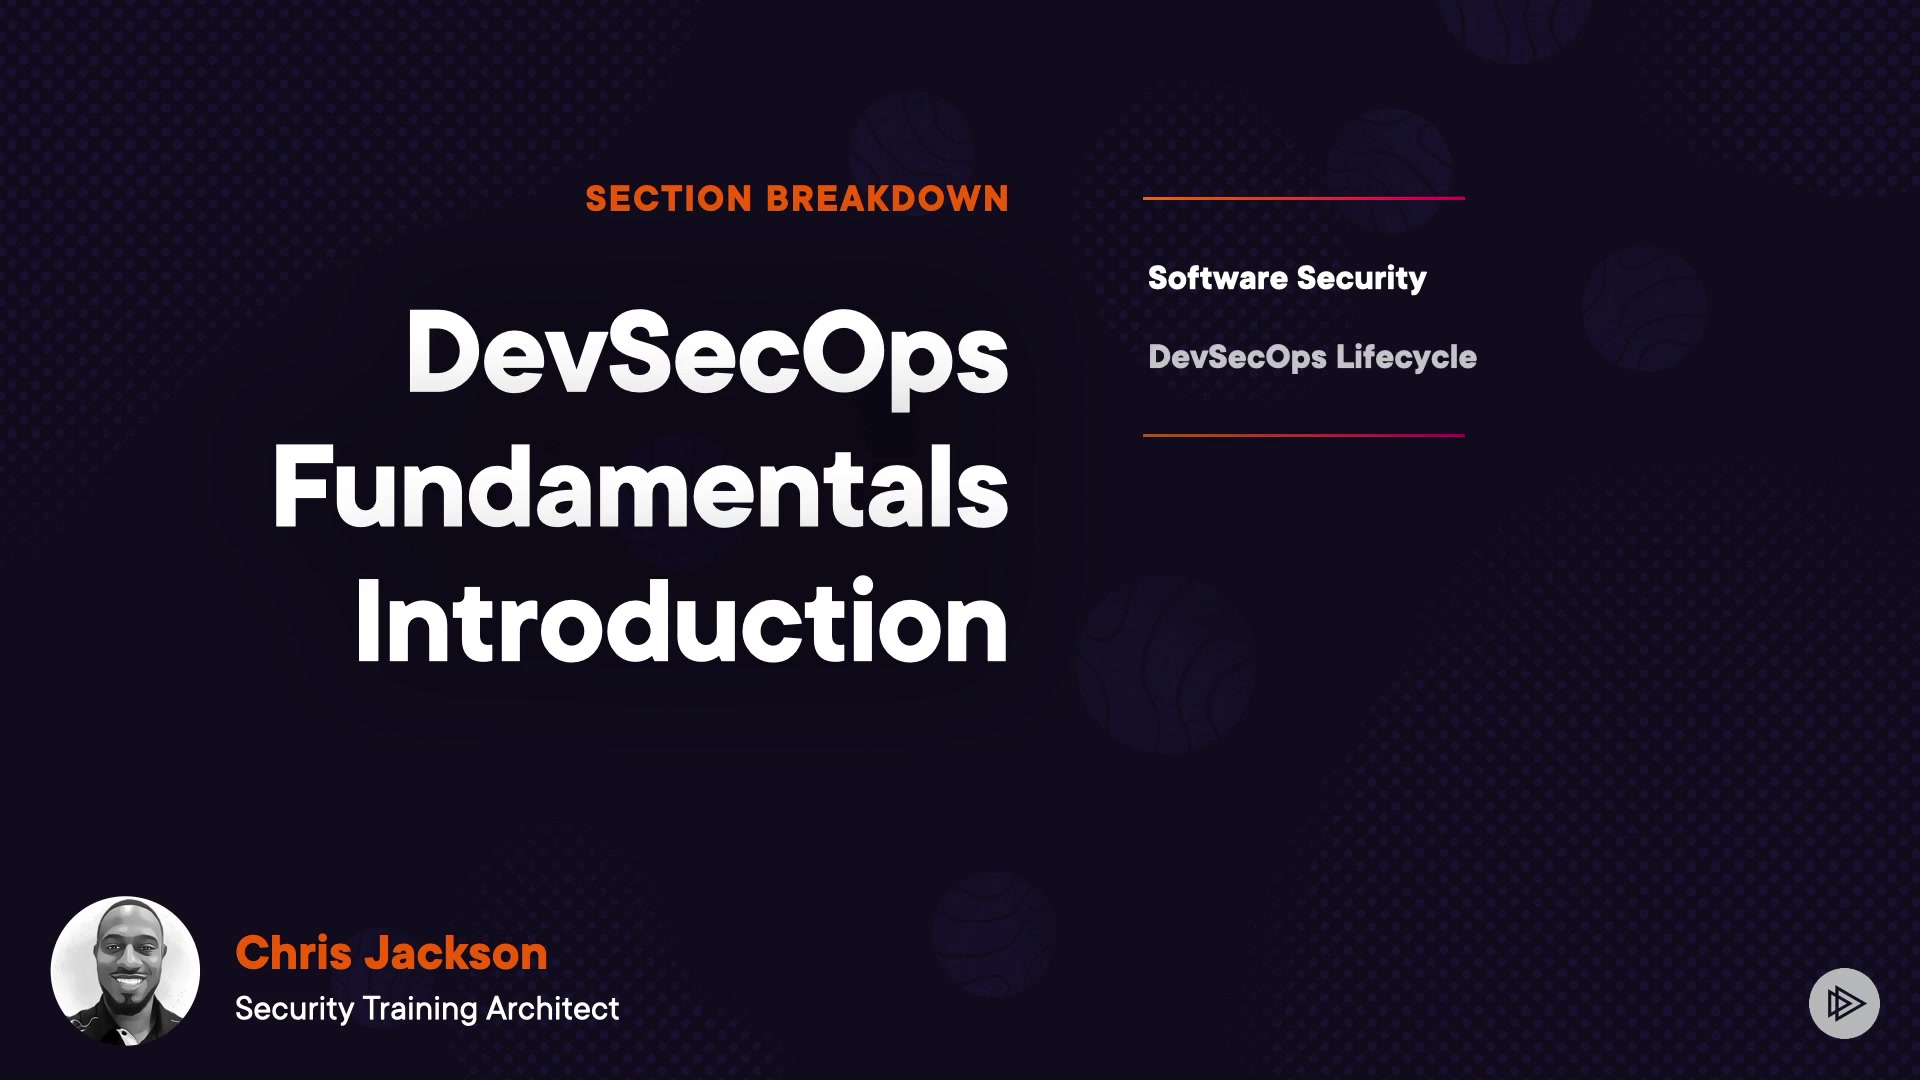 SECTION BREAKDOWN
DevSecOps
Fundamentals
Introduction
Software Security
DevSecOps Lifecycle
Chris Jackson
Security Training Architect